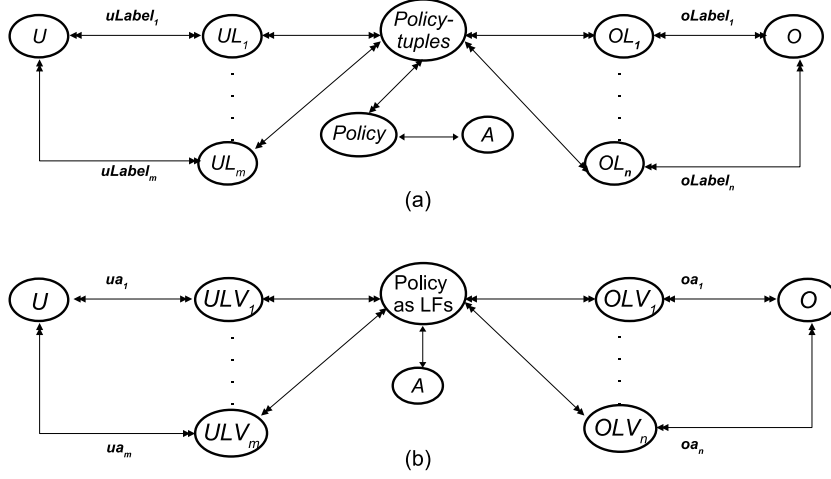 uLabel₁
oLabel₁
U
UL₁
Policy-
tuples
OL₁
O
Policy
A
uLabelₘ
ULₘ
OLₙ
oLabelₙ
(a)
ua₁
oa₁
U
ULV₁
Policy
as LFs
OLV₁
O
A
uaₘ
ULVₘ
OLVₙ
oaₙ
(b)